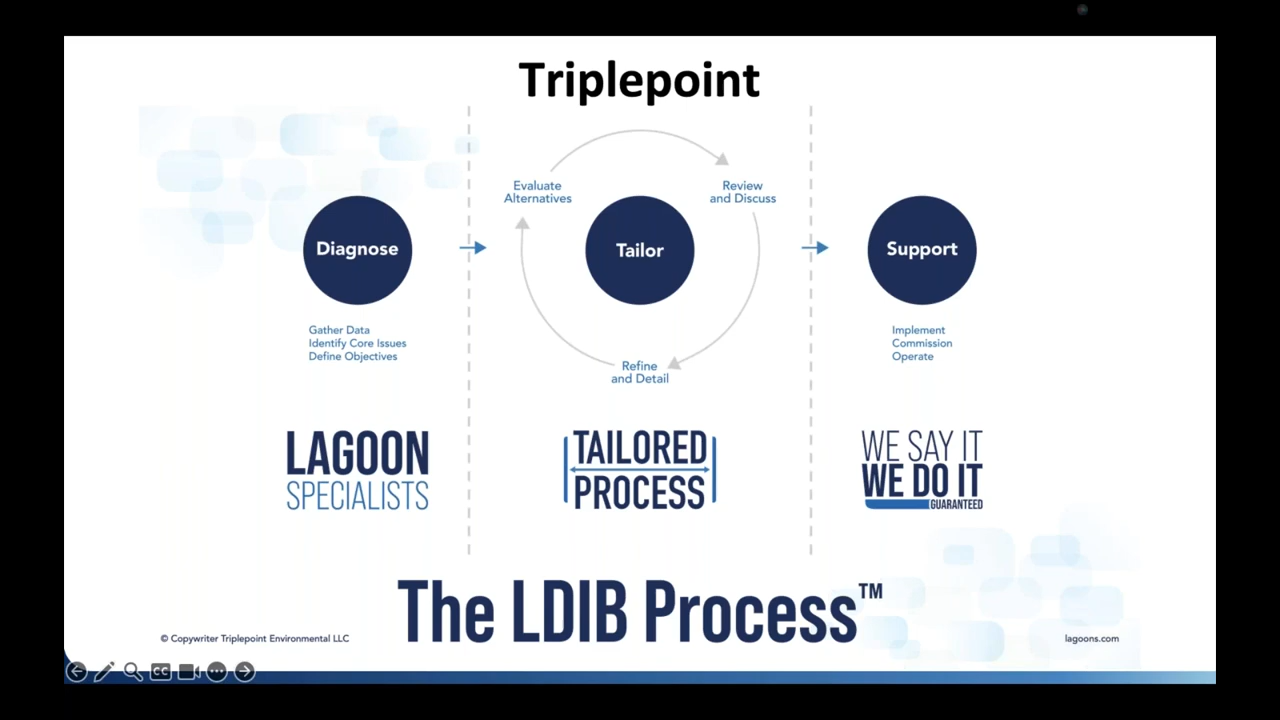 Triplepoint
Diagnose
Gather Data
Identify Core Issues
Define Objectives
LAGOON
SPECIALISTS
Evaluate
Alternatives
Review
and Discuss
Tailor
Refine
and Detail
TAILORED
PROCESS
Support
Implement
Commission
Operate
WE SAY IT
WE DO IT
GUARANTEED
The LDIB Process™
© Copywriter Triplepoint Environmental LLC
lagoons.com
CC